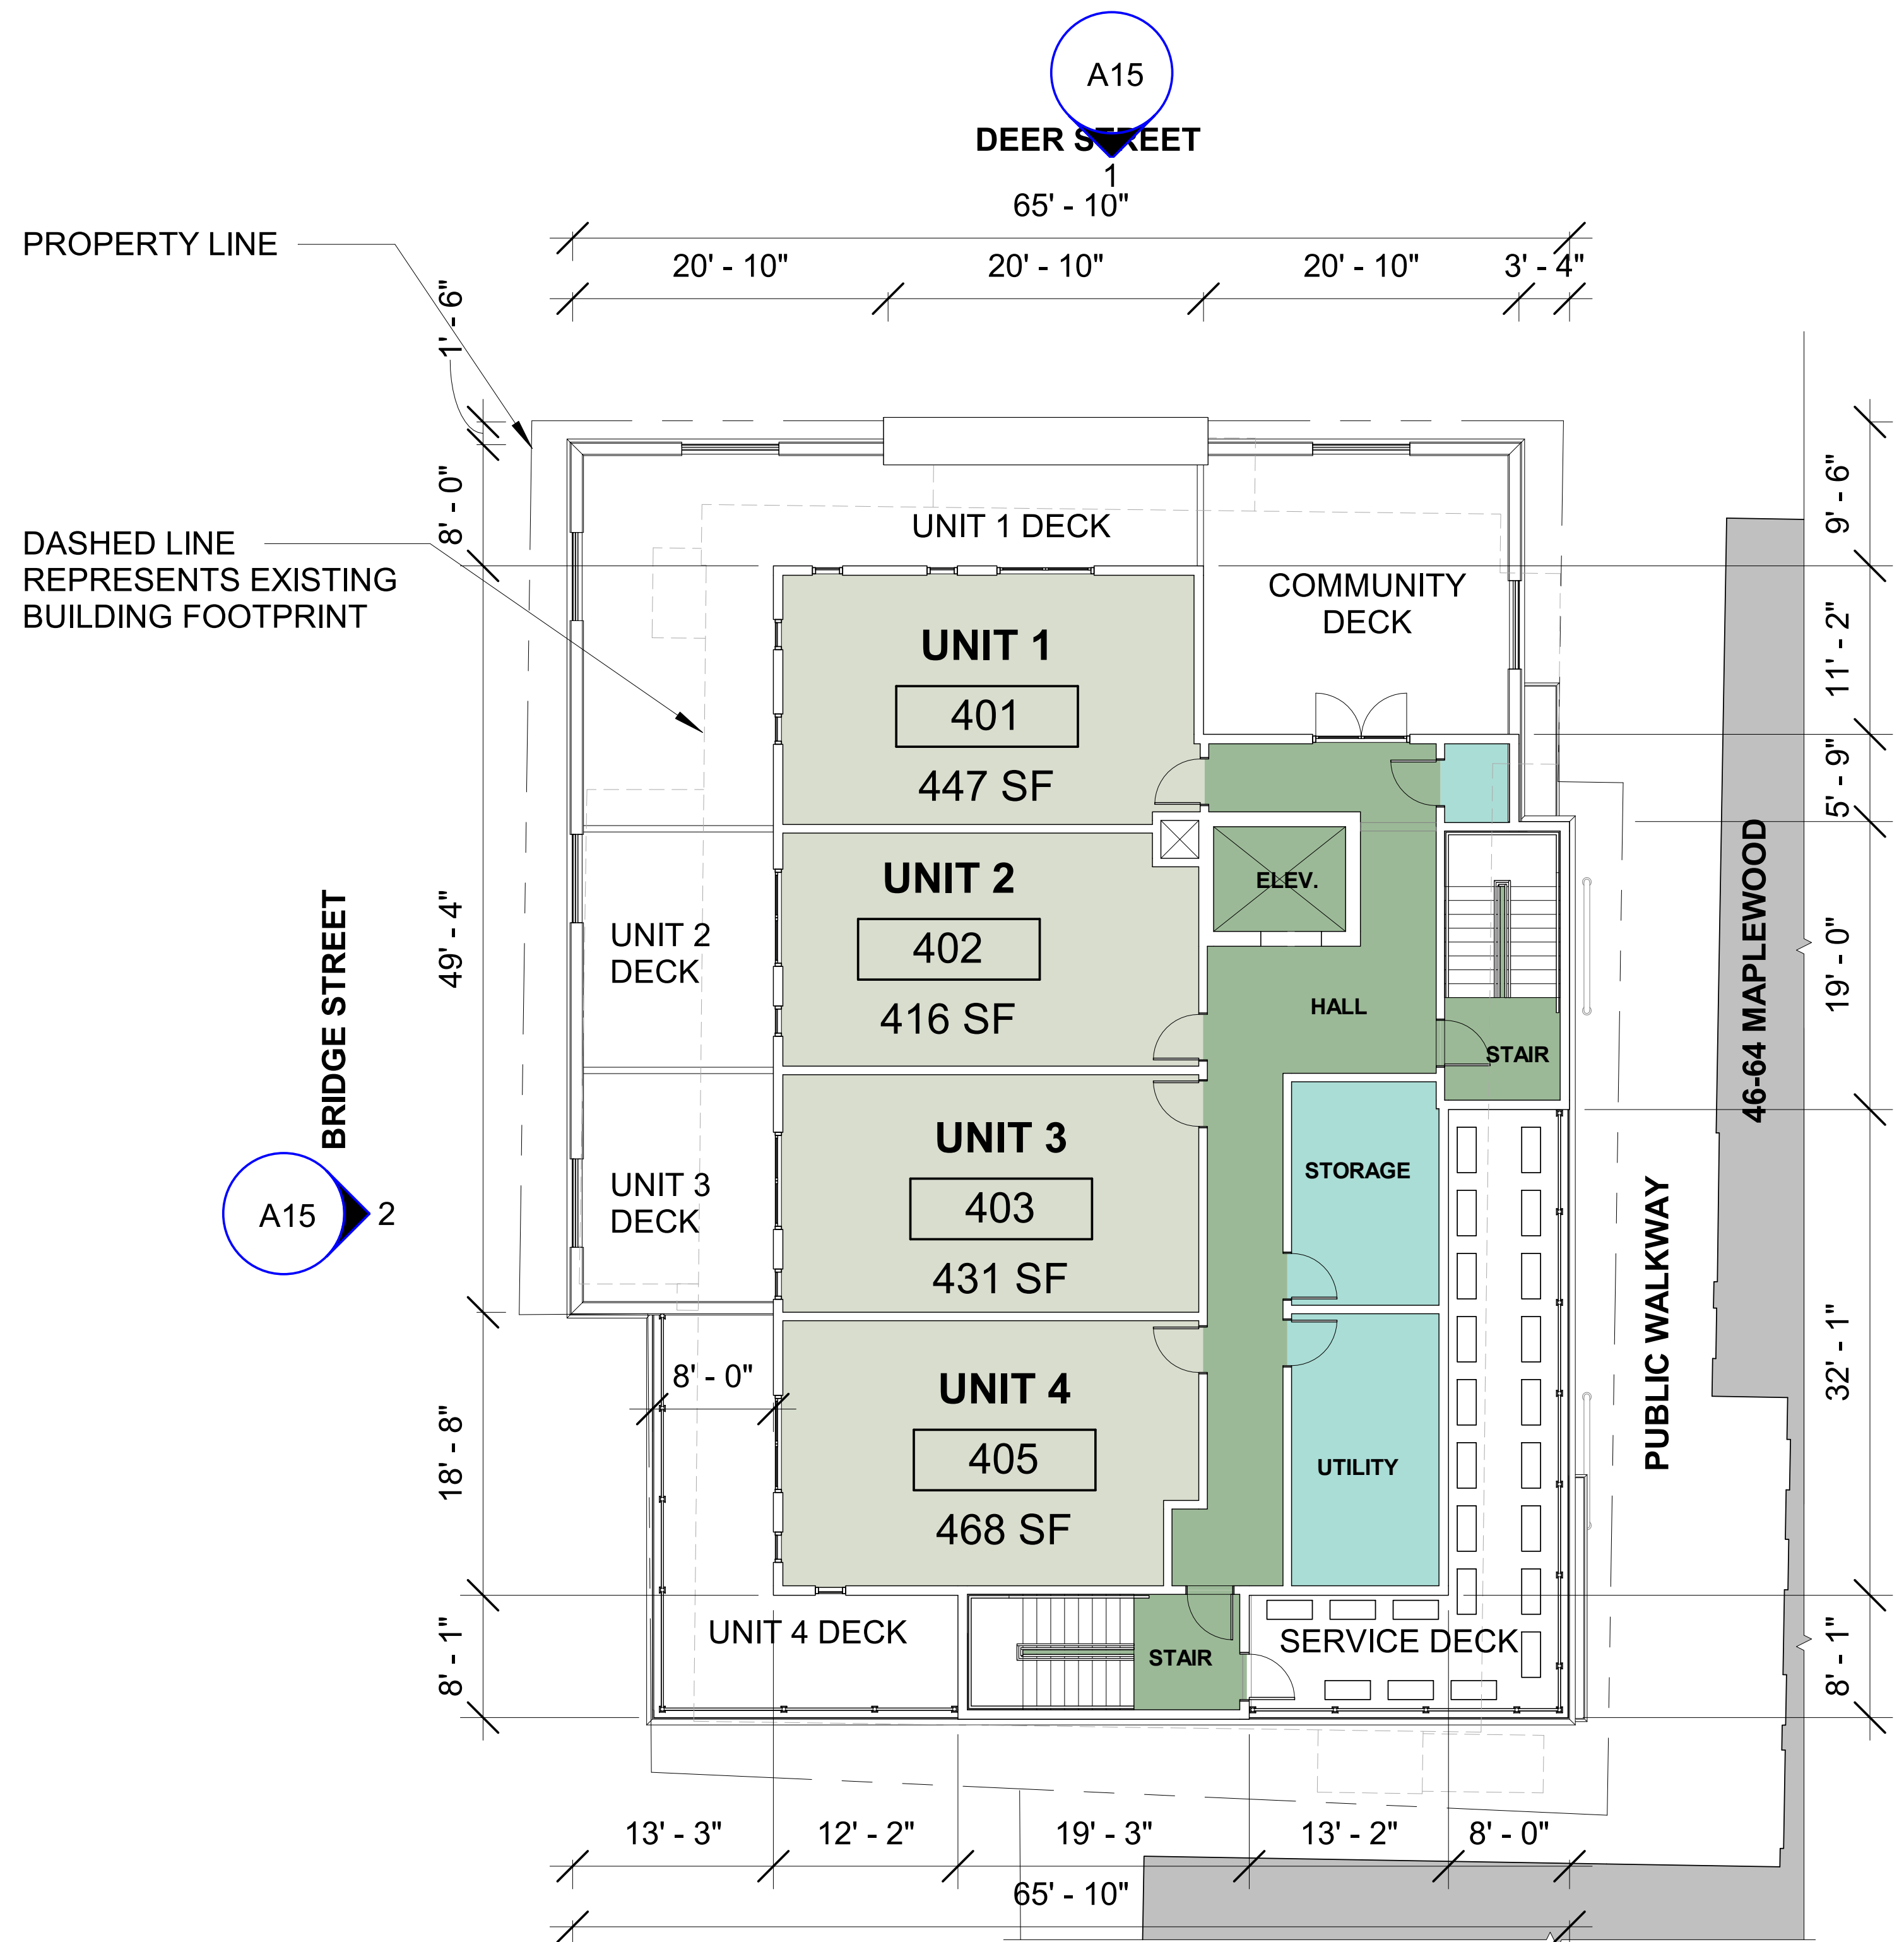 A15
DEER STREET
1
65' - 10"
20' - 10"
20' - 10"
20' - 10"
3' - 4"
PROPERTY LINE
1' - 6"
8' - 0"
9' - 6"
UNIT 1 DECK
DASHED LINE
REPRESENTS EXISTING
BUILDING FOOTPRINT
COMMUNITY
DECK
11' - 2"
UNIT 1
401
447 SF
5' - 9"
UNIT 2
402
416 SF
ELEV.
UNIT 2
DECK
49' - 4"
BRIDGE STREET
HALL
STAIR
19' - 0"
46-64 MAPLEWOOD
UNIT 3
403
431 SF
STORAGE
UNIT 3
DECK
A15
2
PUBLIC WALKWAY
32' - 1"
8' - 0"
UNIT 4
405
468 SF
UTILITY
18' - 8"
UNIT 4 DECK
STAIR
SERVICE DECK
8' - 1"
8' - 1"
13' - 3"
12' - 2"
19' - 3"
13' - 2"
8' - 0"
65' - 10"